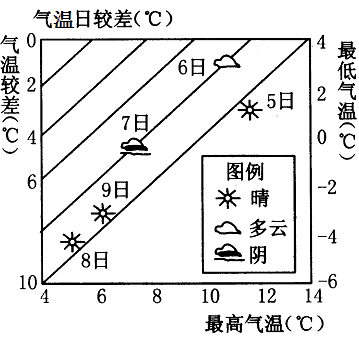 气温日较差(℃)
气温较差(℃)
0
2
4
6
10
4
2
0
-2
-4
-6
最低气温(℃)
6日
5日
7日
9日
8日
图例
晴
多云
阴
4
6
8
10
12
14
最高气温(℃)